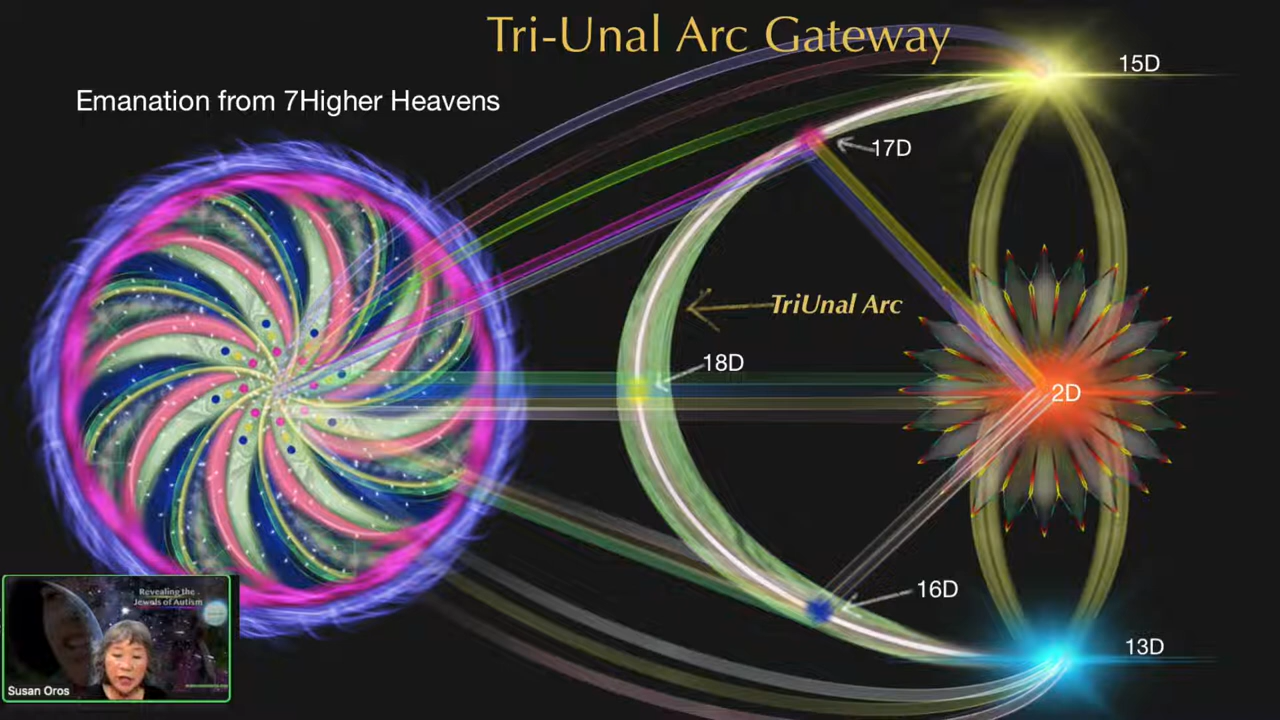 Tri-Unal Arc Gateway
15D
Emanation from 7Higher Heavens
17D
TriUnal Arc
18D
2D
16D
13D
Revealing the
Jewels of Autism
Susan Oros